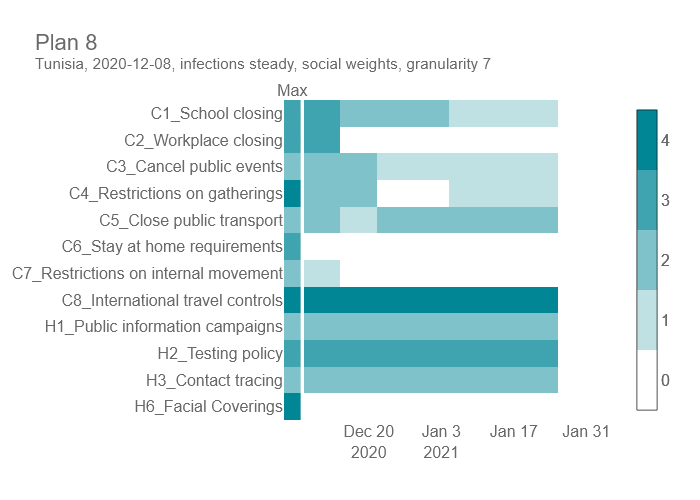 Plan 8
Tunisia, 2020-12-08, infections steady, social weights, granularity 7
Max
C1_School closing
C2_Workplace closing
C3_Cancel public events
C4_Restrictions on gatherings
C5_Close public transport
C6_Stay at home requirements
C7_Restrictions on internal movement
C8_International travel controls
H1_Public information campaigns
H2_Testing policy
H3_Contact tracing
H6_Facial Coverings
4
3
2
1
0
Dec 20 Jan 3 Jan 17 Jan 31
2020 2021